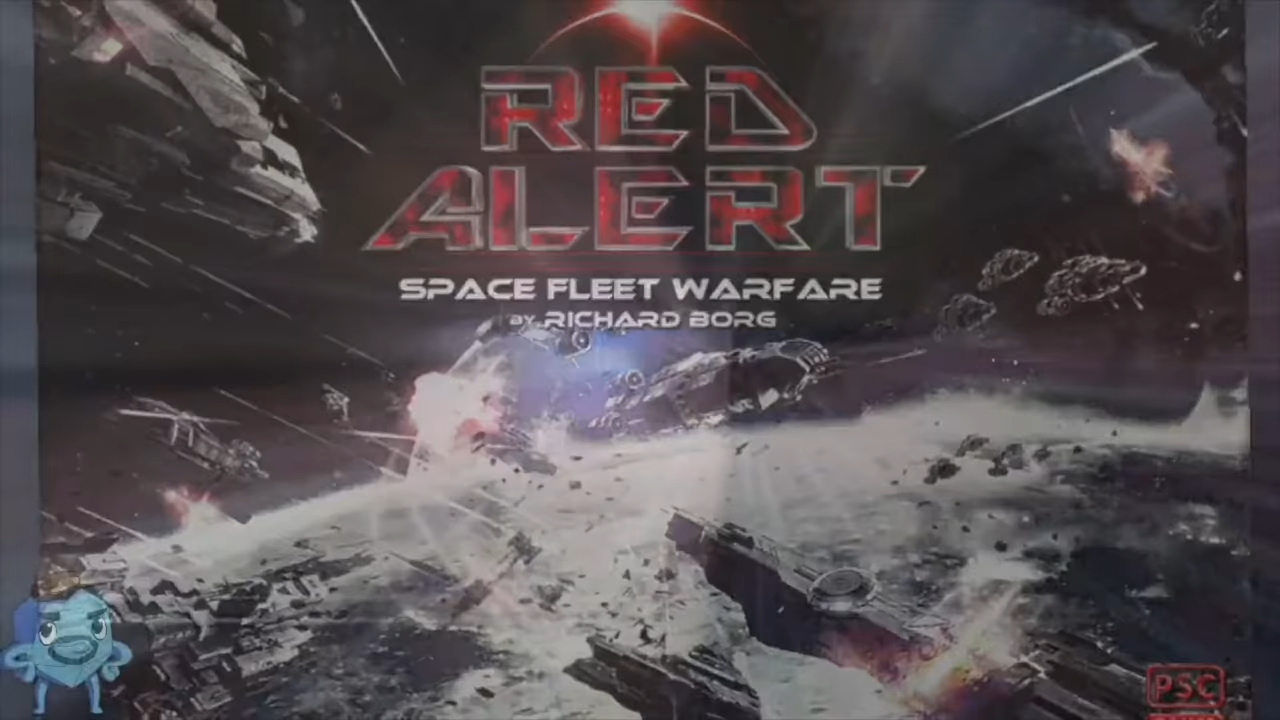 RED
ALERT
SPACE FLEET WARFARE
BY RICHARD BORG
PSC